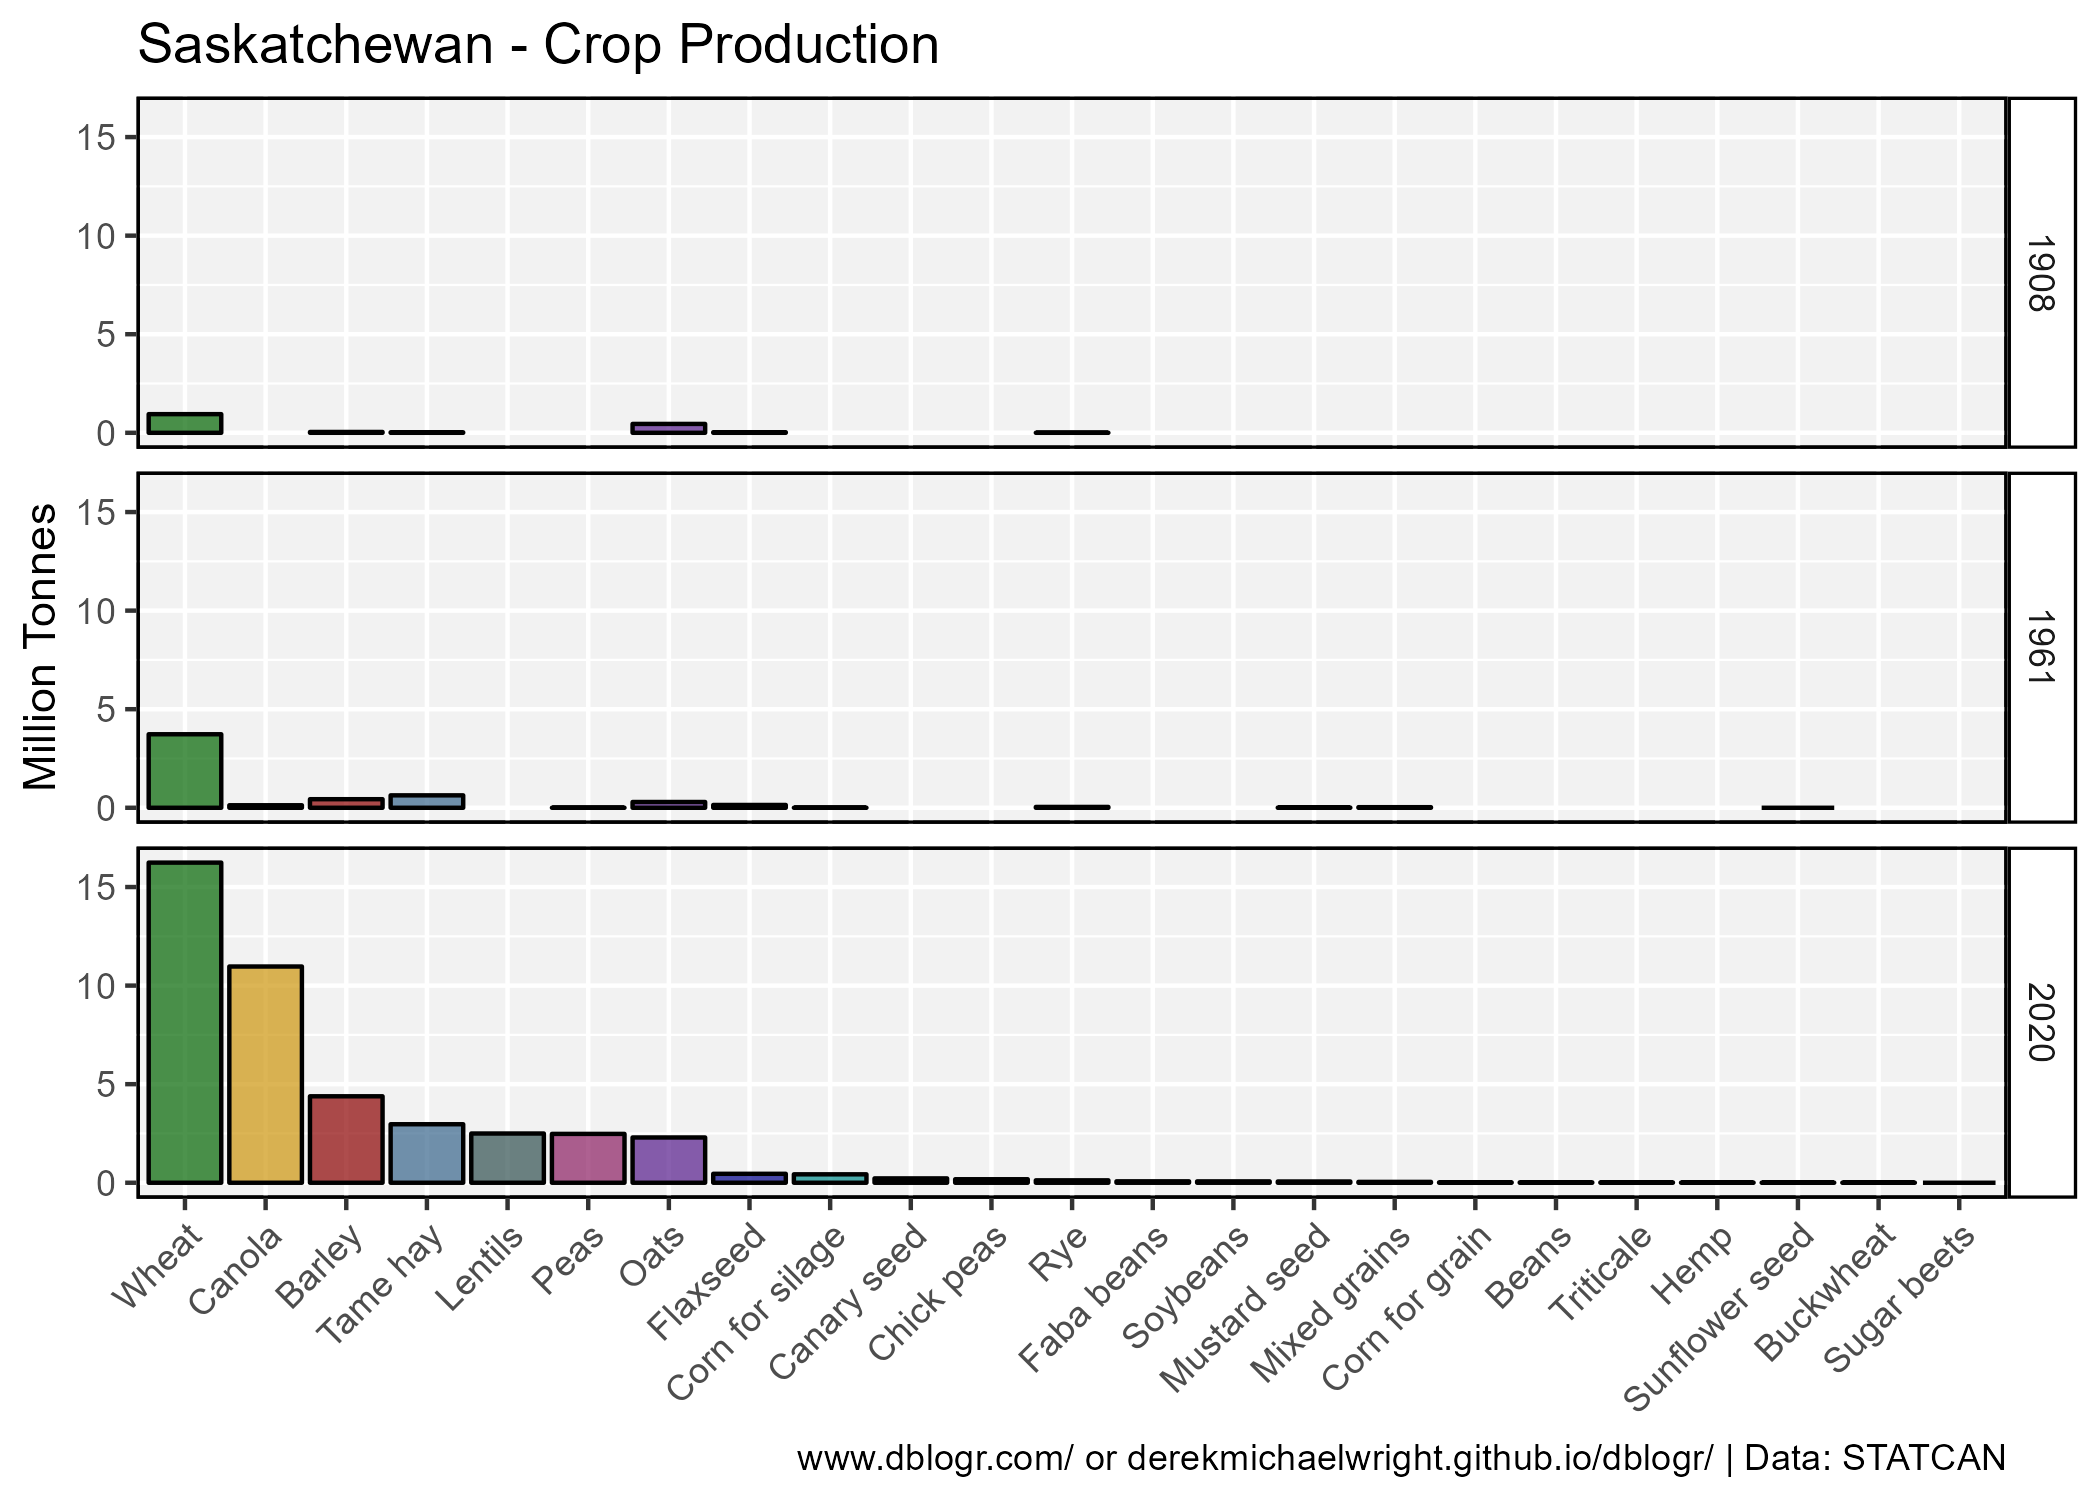 Saskatchewan - Crop Production
Million Tonnes
15
10
5
0
1908
15
10
5
0
1961
15
10
5
0
2020
Wheat
Canola
Barley
Tame hay
Lentils
Peas
Oats
Flaxseed
Corn for silage
Canary seed
Chick peas
Rye
Faba beans
Soybeans
Mustard seed
Mixed grains
Corn for grain
Beans
Triticale
Hemp
Sunflower seed
Buckwheat
Sugar beets
www.dblogr.com/ or derekmichaelwright.github.io/dblogr/ | Data: STATCAN